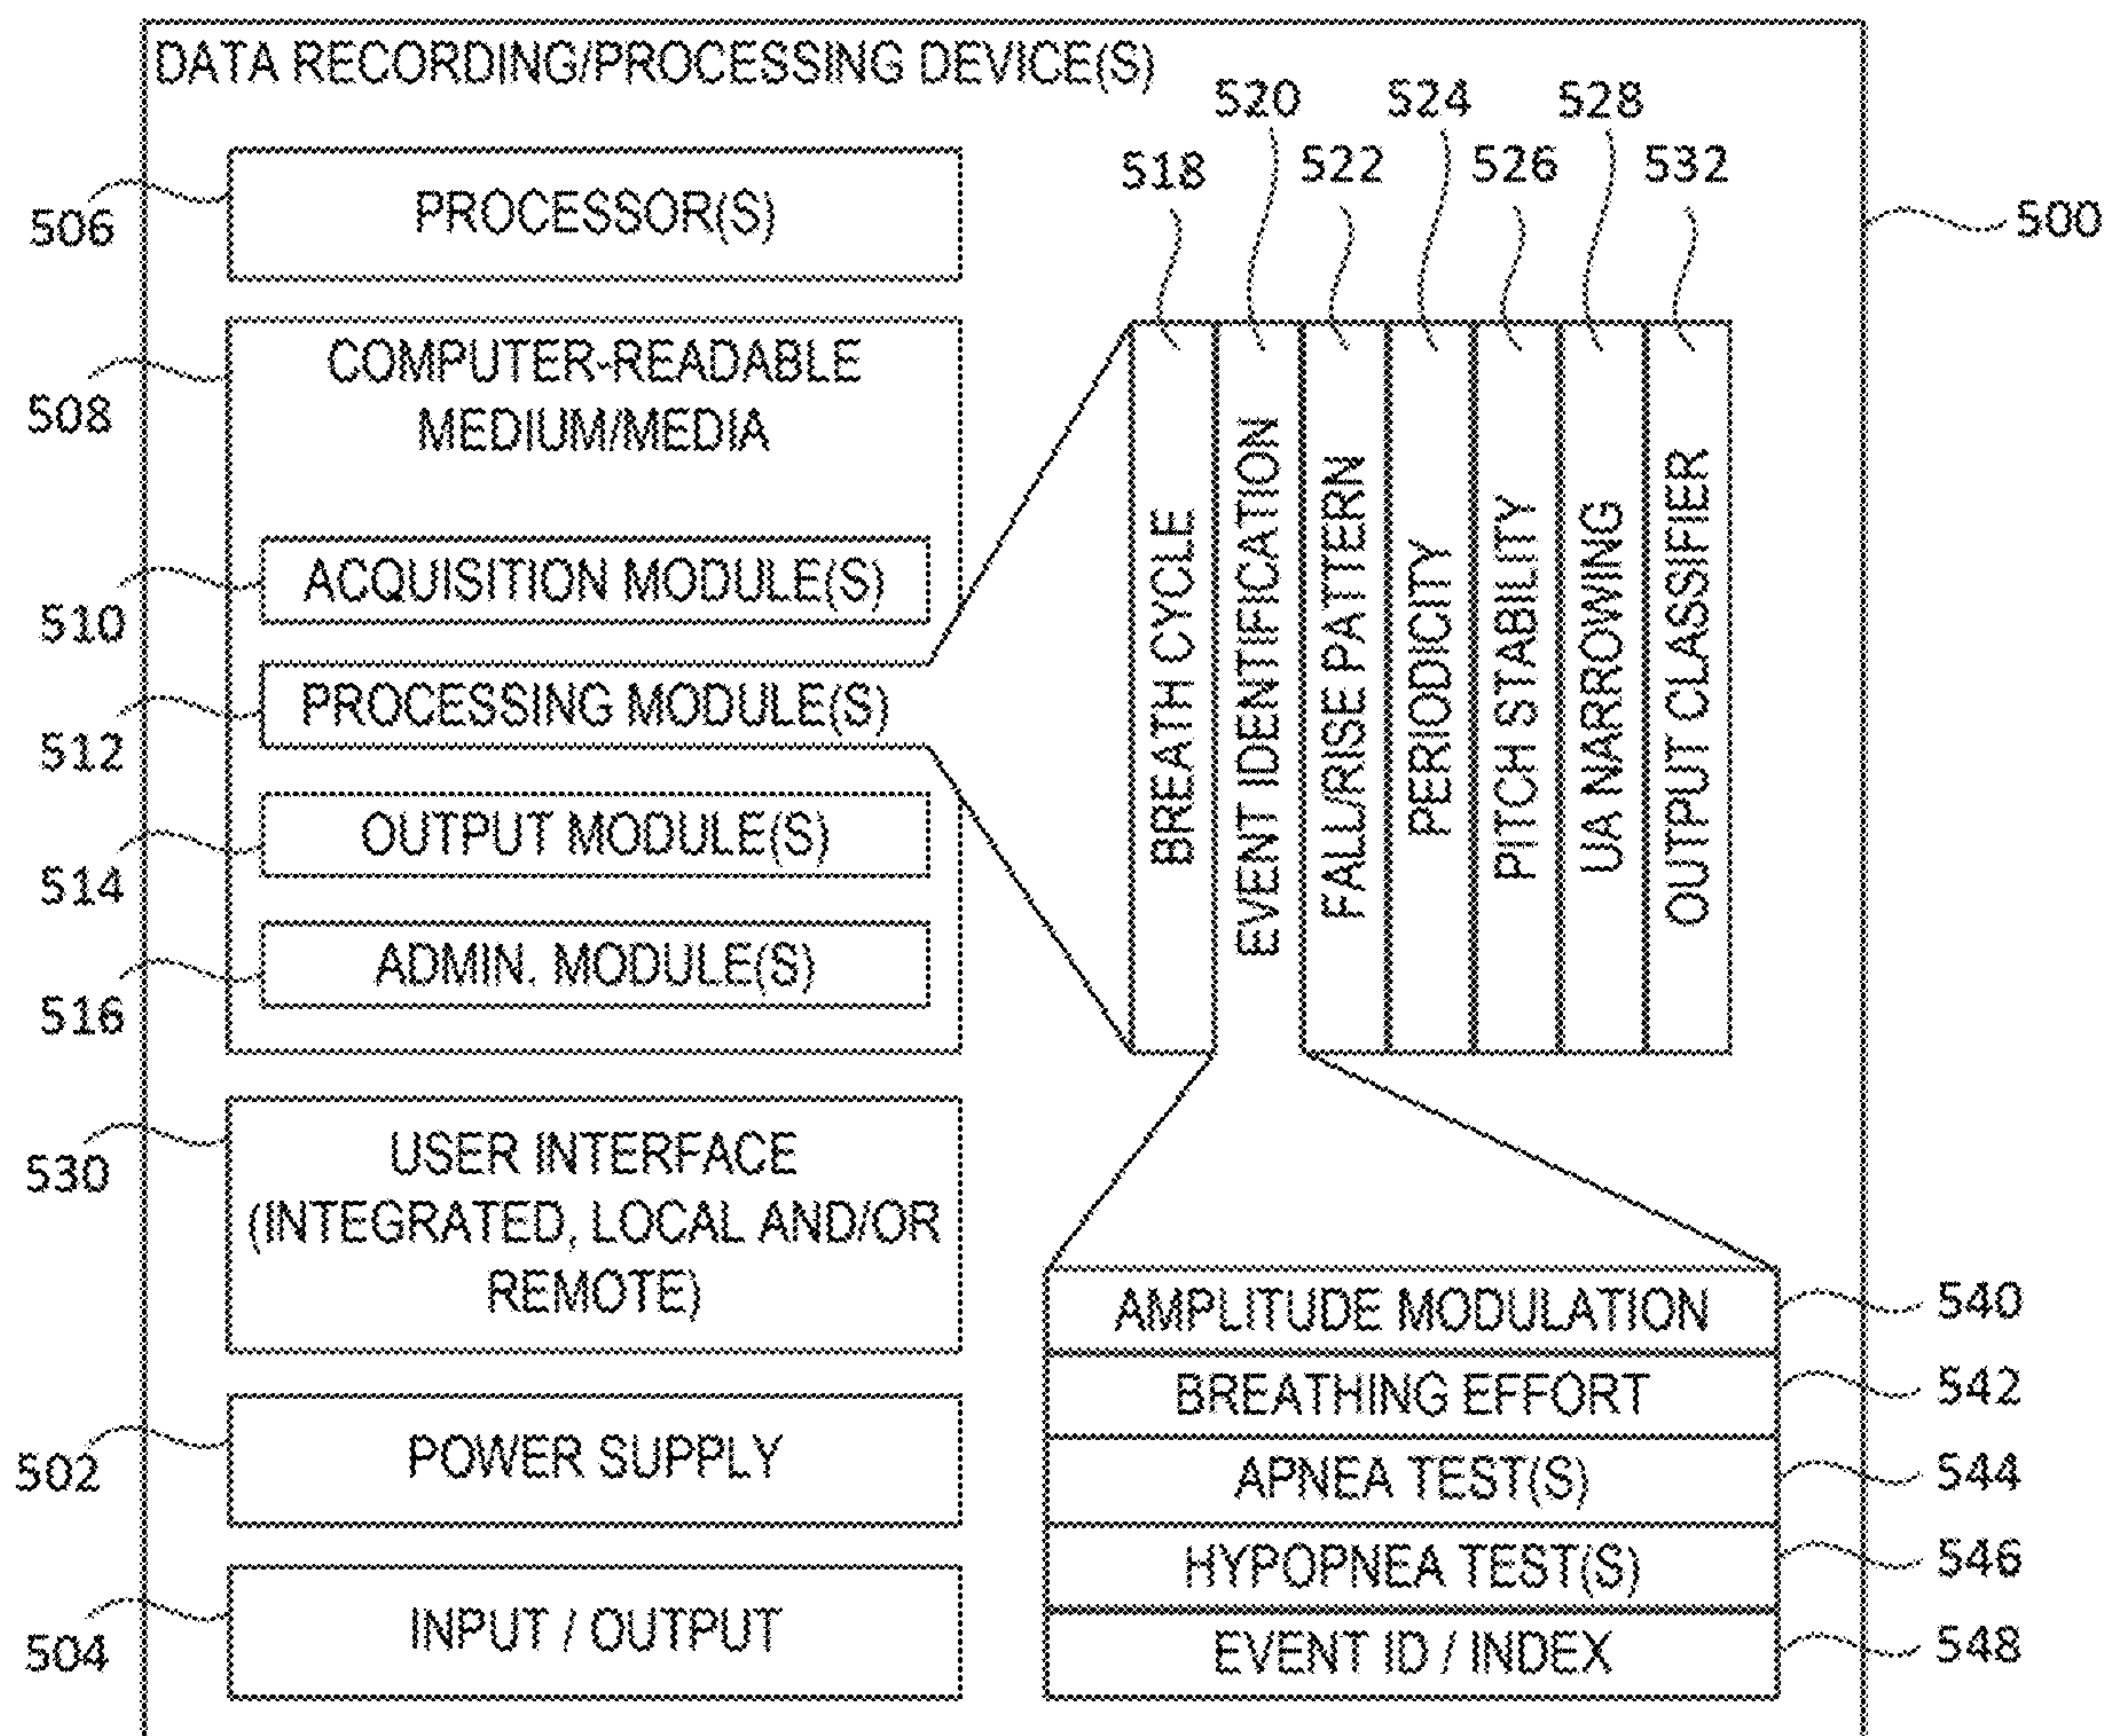 DATA RECORDING/PROCESSING DEVICE(S)
520
524
528
518
522
526
532
500
506
PROCESSOR(S)
508
COMPUTER-READABLE
MEDIUM/MEDIA
510
ACQUISITION MODULE(S)
512
PROCESSING MODULE(S)
514
OUTPUT MODULE(S)
516
ADMIN. MODULE(S)
BREATH CYCLE
EVENT IDENTIFICATION
FALL/RISE PATTERN
PERIODICITY
PITCH STABILITY
UA NARROWING
OUTPUT CLASSIFIER
530
USER INTERFACE
(INTEGRATED, LOCAL AND/OR
REMOTE)
502
POWER SUPPLY
504
INPUT / OUTPUT
AMPLITUDE MODULATION
540
BREATHING EFFORT
542
APNEA TEST(S)
544
HYPOPNEA TEST(S)
546
EVENT ID / INDEX
548